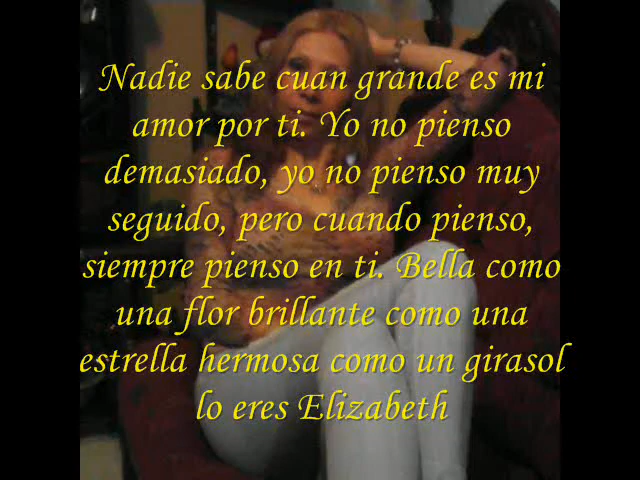 Nadie sabe cuan grande es mi
amor por ti. Yo no pienso
demasiado, yo no pienso muy
seguido, pero cuando pienso,
siempre pienso en ti. Bella como
una flor brillante como una
estrella hermosa como un girasol
lo eres Elizabeth